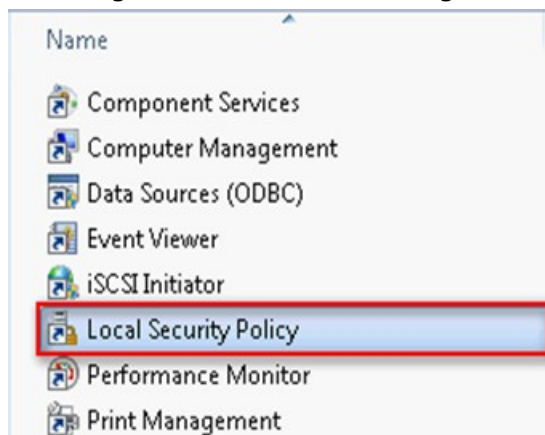 Name
Component Services
Computer Management
Data Sources (ODBC)
Event Viewer
iSCSI Initiator
Local Security Policy
Performance Monitor
Print Management